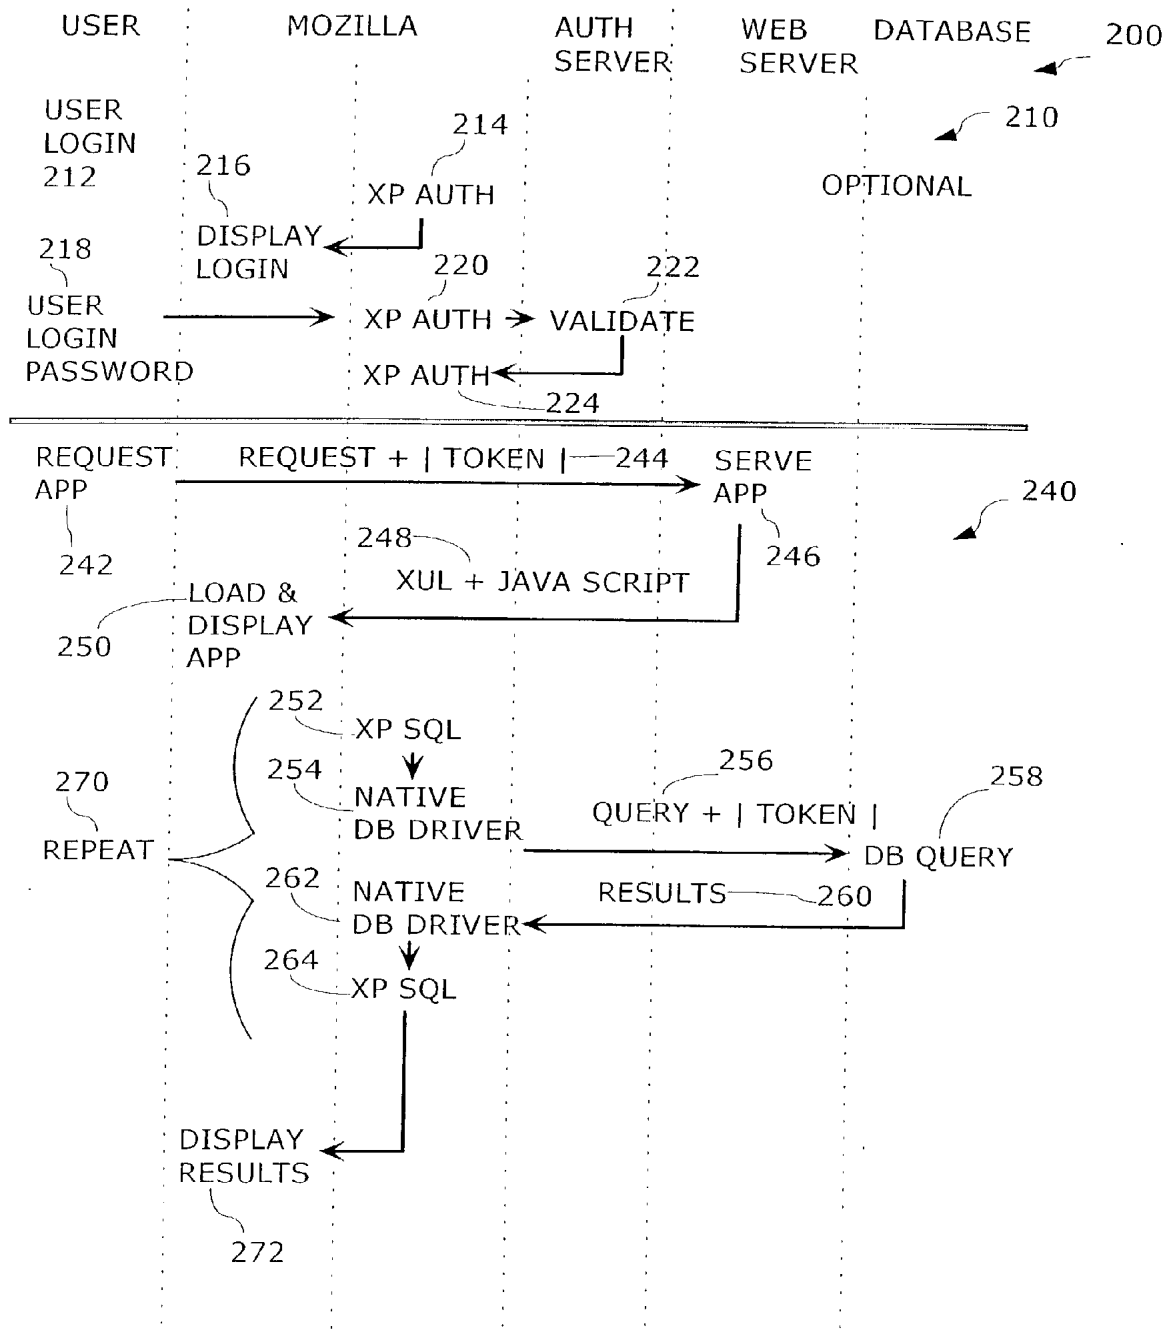 USER
MOZILLA
AUTH
SERVER
WEB
SERVER
DATABASE
200
USER
LOGIN
212
214
210
216
XP AUTH
OPTIONAL
DISPLAY
LOGIN
218
220
222
USER
LOGIN
PASSWORD
XP AUTH
VALIDATE
XP AUTH
224
REQUEST
APP
REQUEST + | TOKEN |
244
SERVE
APP
240
242
248
246
XUL + JAVA SCRIPT
LOAD &
DISPLAY
APP
250
252
XP SQL
270
254
256
258
NATIVE
DB DRIVER
QUERY + | TOKEN |
REPEAT
DB QUERY
262
NATIVE
DB DRIVER
RESULTS
260
264
XP SQL
DISPLAY
RESULTS
272